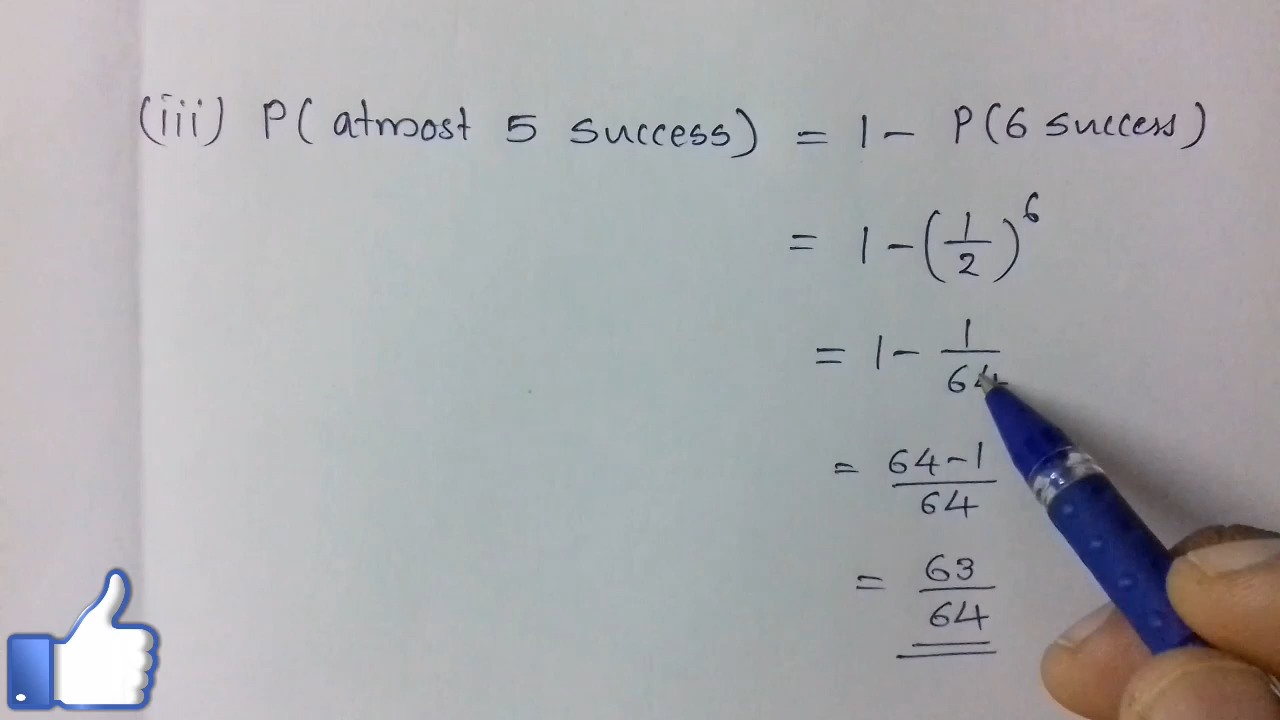 (iii) P( atmost 5 success) = 1 - P(6 success)
= 1 - (1/2)^6
= 1 - 1/64
= 64-1/64
= 63/64